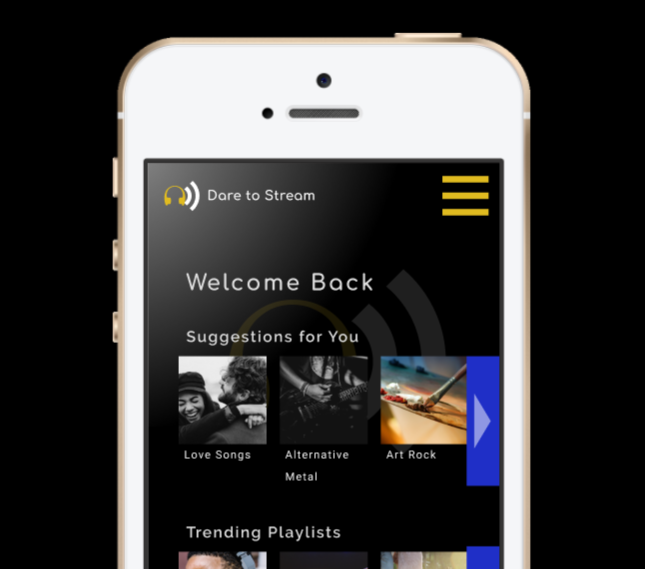 Dare to Stream
Welcome Back
Suggestions for You
Love Songs
Alternative
Metal
Art Rock
Trending Playlists